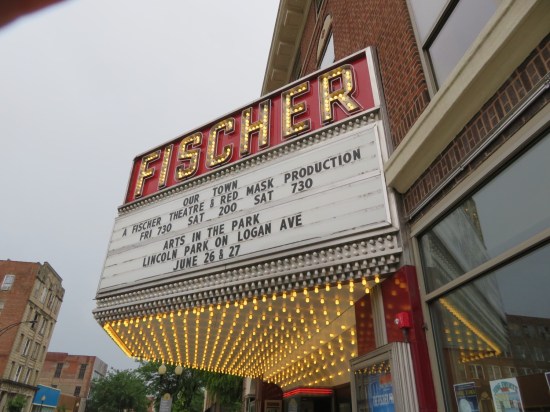 FISCHER
OUR TOWN
A FISCHER THEATRE & RED MASK PRODUCTION
FRI 730 SAT 200 SAT 730
ARTS IN THE PARK
LINCOLN PARK ON LOGAN AVE
JUNE 26 & 27